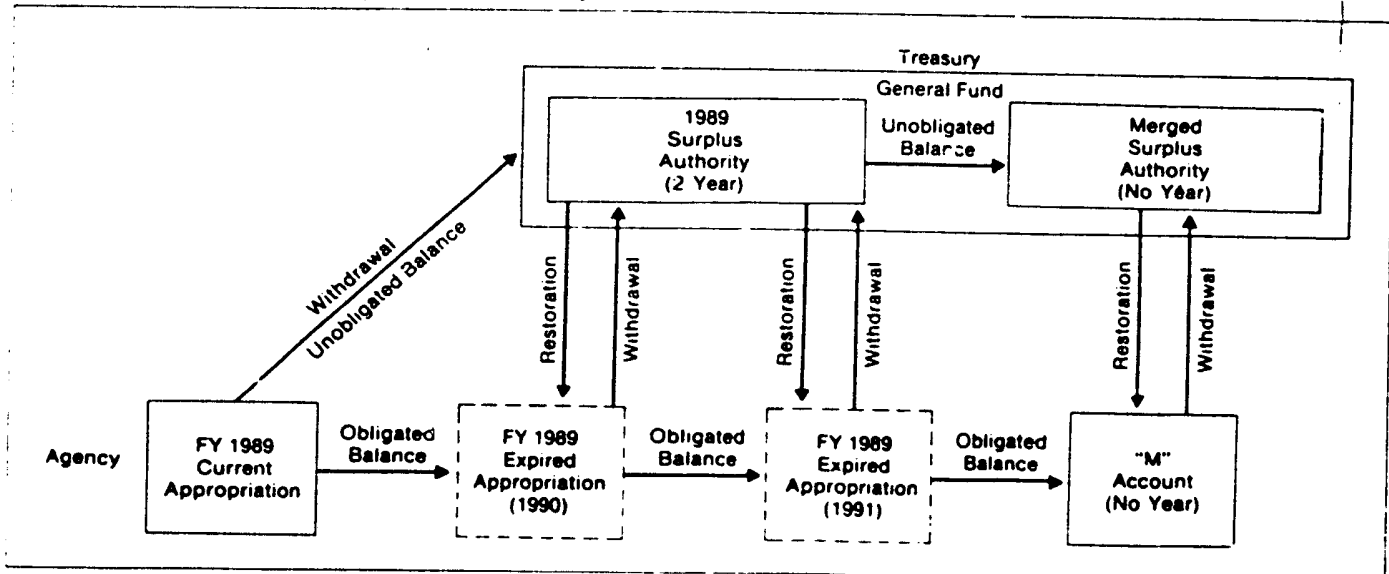 Treasury
General Fund
1989
Surplus
Authority
(2 Year)
Unobligated
Balance
Merged
Surplus
Authority
(No Year)
Withdrawal
Unobligated Balance
Restoration
Withdrawal
Restoration
Withdrawal
Restoration
Withdrawal
Agency
FY 1989
Current
Appropriation
Obligated
Balance
FY 1989
Expired
Appropriation
(1990)
Obligated
Balance
FY 1989
Expired
Appropriation
(1991)
Obligated
Balance
"M"
Account
(No Year)